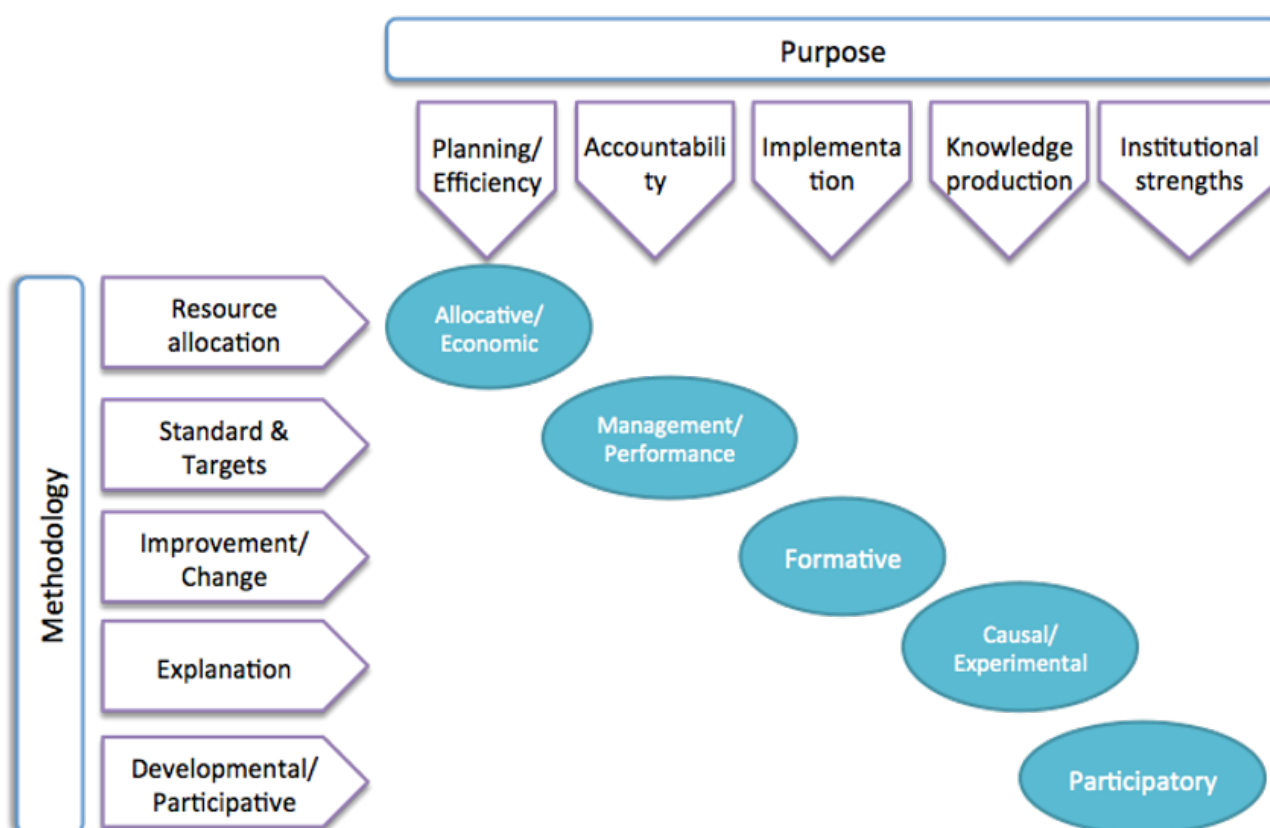 Purpose
Planning/
Efficiency
Accountabili
ty
Implementa
tion
Knowledge
production
Institutional
strengths
Methodology
Resource
allocation
Allocative/
Economic
Standard &
Targets
Management/
Performance
Improvement/
Change
Formative
Explanation
Causal/
Experimental
Developmental/
Participative
Participatory